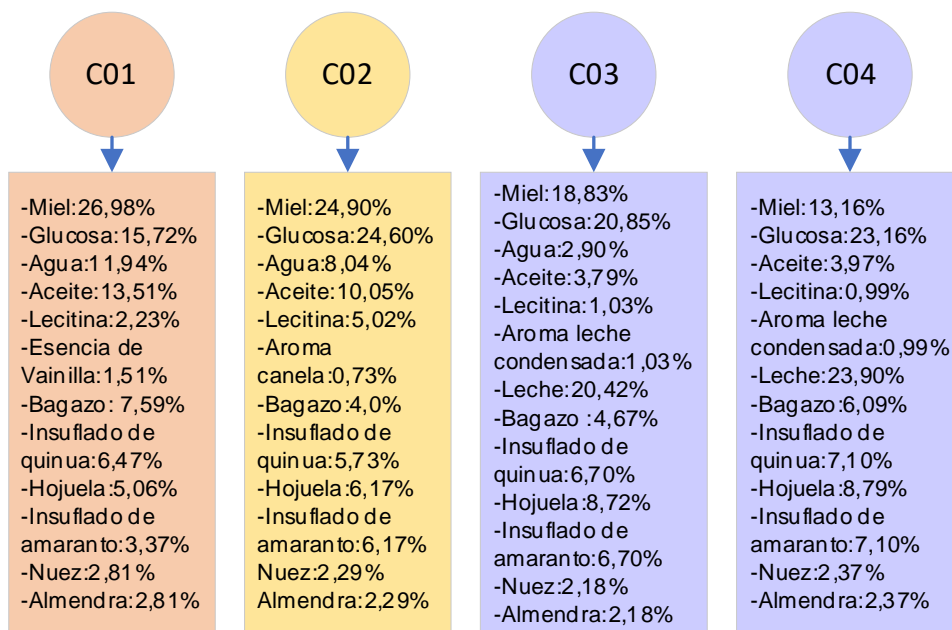 C01
-Miel:26,98%
-Glucosa:15,72%
-Agua:11,94%
-Aceite:13,51%
-Lecitina:2,23%
-Esencia de
Vainilla:1,51%
-Bagazo: 7,59%
-Insuflado de
quinua:6,47%
-Hojuela:5,06%
-Insuflado de
amaranto:3,37%
-Nuez:2,81%
-Almendra:2,81%
C02
-Miel:24,90%
-Glucosa:24,60%
-Agua:8,04%
-Aceite:10,05%
-Lecitina:5,02%
-Aroma
canela:0,73%
-Bagazo:4,0%
-Insuflado de
quinua:5,73%
-Hojuela:6,17%
-Insuflado de
amaranto:6,17%
Nuez:2,29%
Almendra:2,29%
C03
-Miel:18,83%
-Glucosa:20,85%
-Agua:2,90%
-Aceite:3,79%
-Lecitina:1,03%
-Aroma leche
condensada:1,03%
-Leche:20,42%
-Bagazo :4,67%
-Insuflado de
quinua:6,70%
-Hojuela:8,72%
-Insuflado de
amaranto:6,70%
-Nuez:2,18%
-Almendra:2,18%
C04
-Miel:13,16%
-Glucosa:23,16%
-Aceite:3,97%
-Lecitina:0,99%
-Aroma leche
condensada:0,99%
-Leche:23,90%
-Bagazo:6,09%
-Insuflado de
quinua:7,10%
-Hojuela:8,79%
-Insuflado de
amaranto:7,10%
-Nuez:2,37%
-Almendra:2,37%